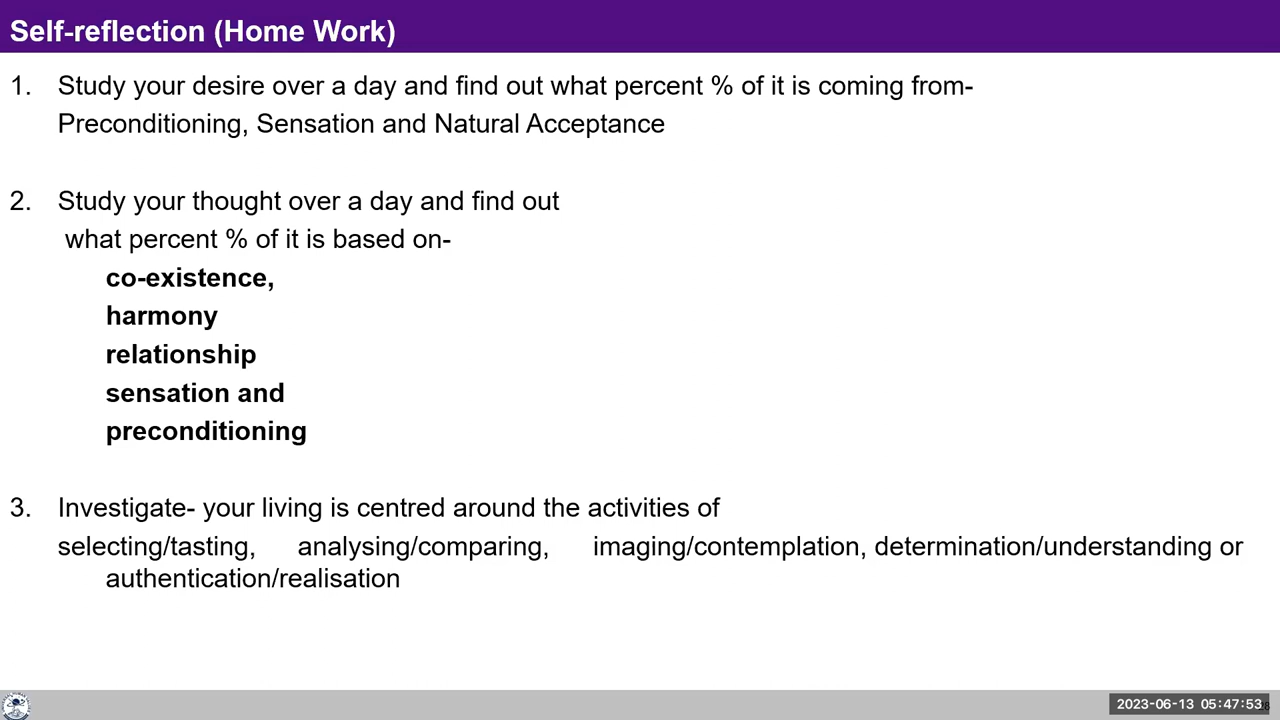 Self-reflection (Home Work)
1. Study your desire over a day and find out what percent % of it is coming from-
Preconditioning, Sensation and Natural Acceptance
2. Study your thought over a day and find out
what percent % of it is based on-
co-existence,
harmony
relationship
sensation and
preconditioning
3. Investigate- your living is centred around the activities of
selecting/tasting, analysing/comparing, imaging/contemplation, determination/understanding or
authentication/realisation
2023-06-13 05:47:53